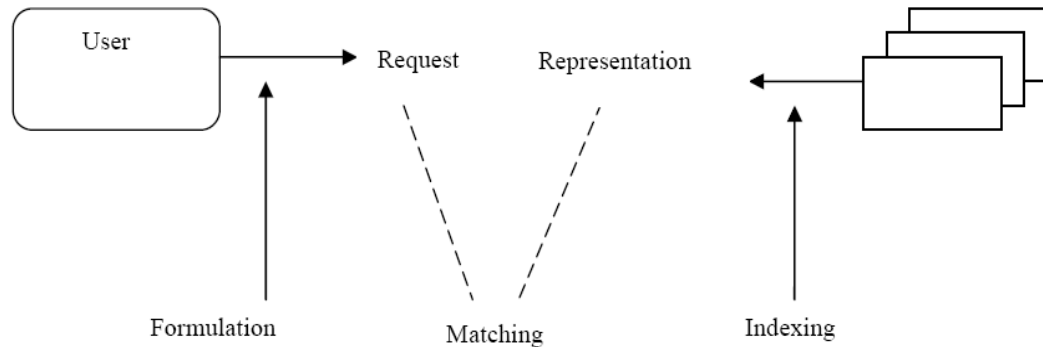 User
Request
Representation
Formulation
Matching
Indexing